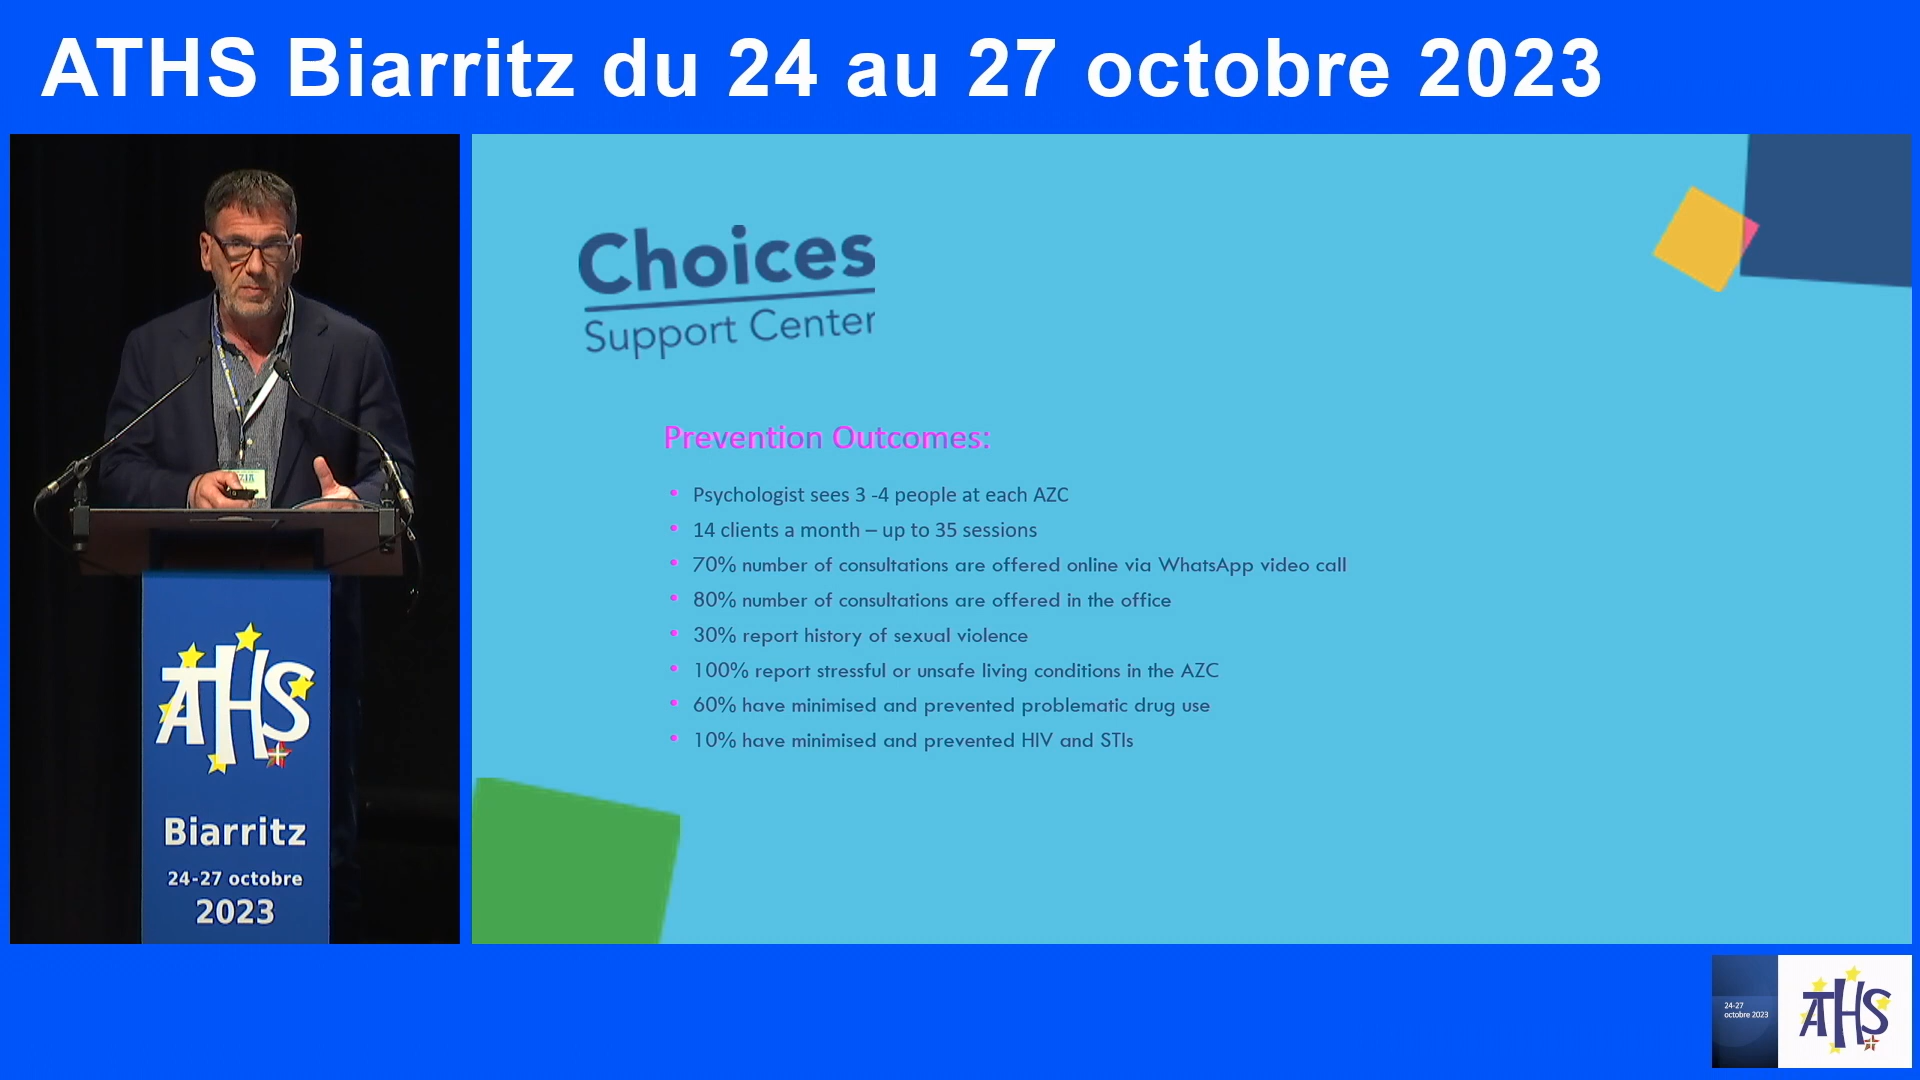 ATHS Biarritz du 24 au 27 octobre 2023
Choices
Support Center
Prevention Outcomes:
• Psychologist sees 3 -4 people at each AZC
• 14 clients a month – up to 35 sessions
• 70% number of consultations are offered online via WhatsApp video call
• 80% number of consultations are offered in the office
• 30% report history of sexual violence
• 100% report stressful or unsafe living conditions in the AZC
• 60% have minimised and prevented problematic drug use
• 10% have minimised and prevented HIV and STIs
ATHS
Biarritz
24-27 octobre
2023
24-27
octobre 2023
ATHS